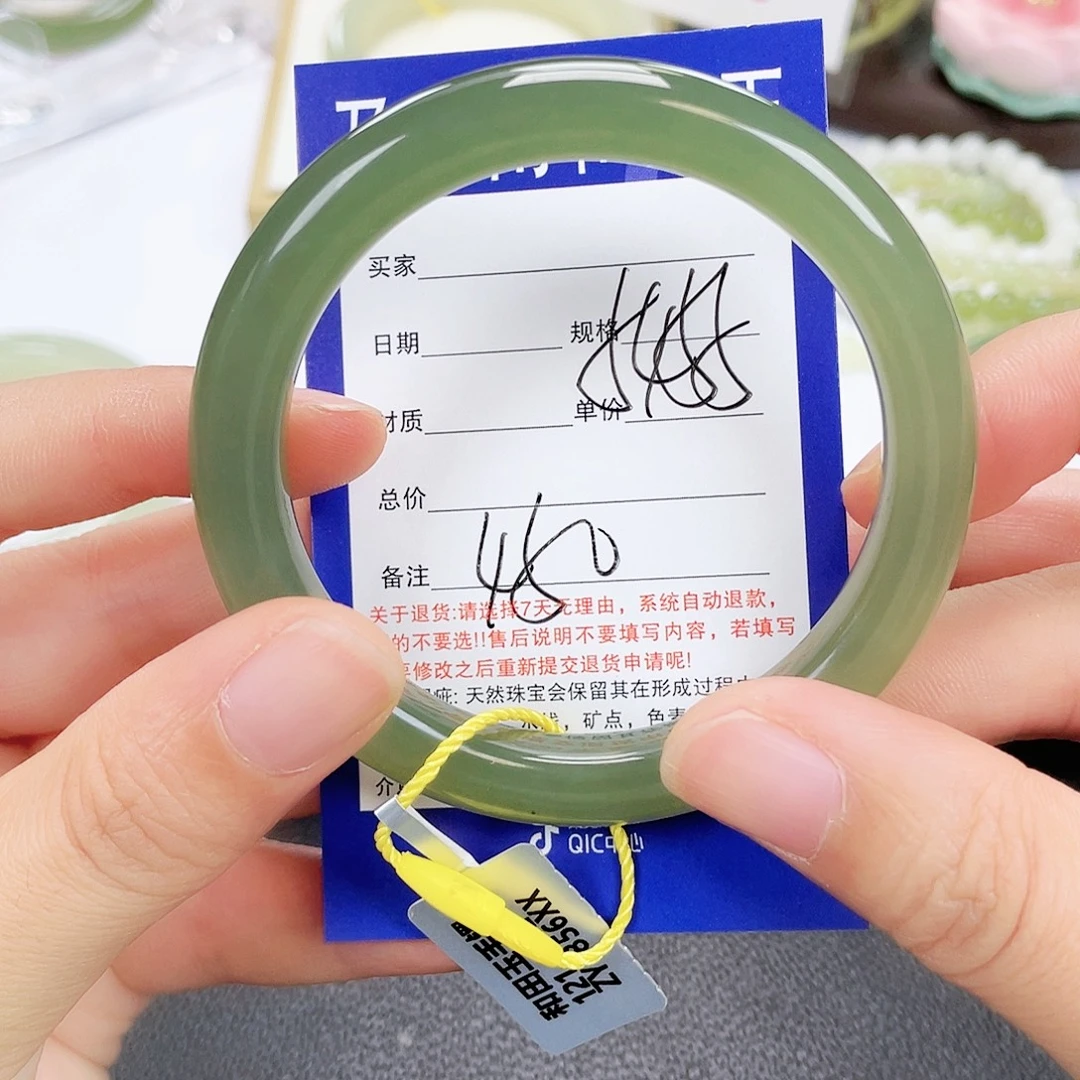 买家
日期 规格
材质 单价
总价
备注 460
关于退货:请选择7天无理由，系统自动退款，
的不要选!!售后说明不要填写内容，若填写
修改之后重新提交退货申请呢!
疵: 天然珠宝会保留其在形成过程
，矿点，色素
介
QIC中心
和田玉手镯
121
ZY 856XX